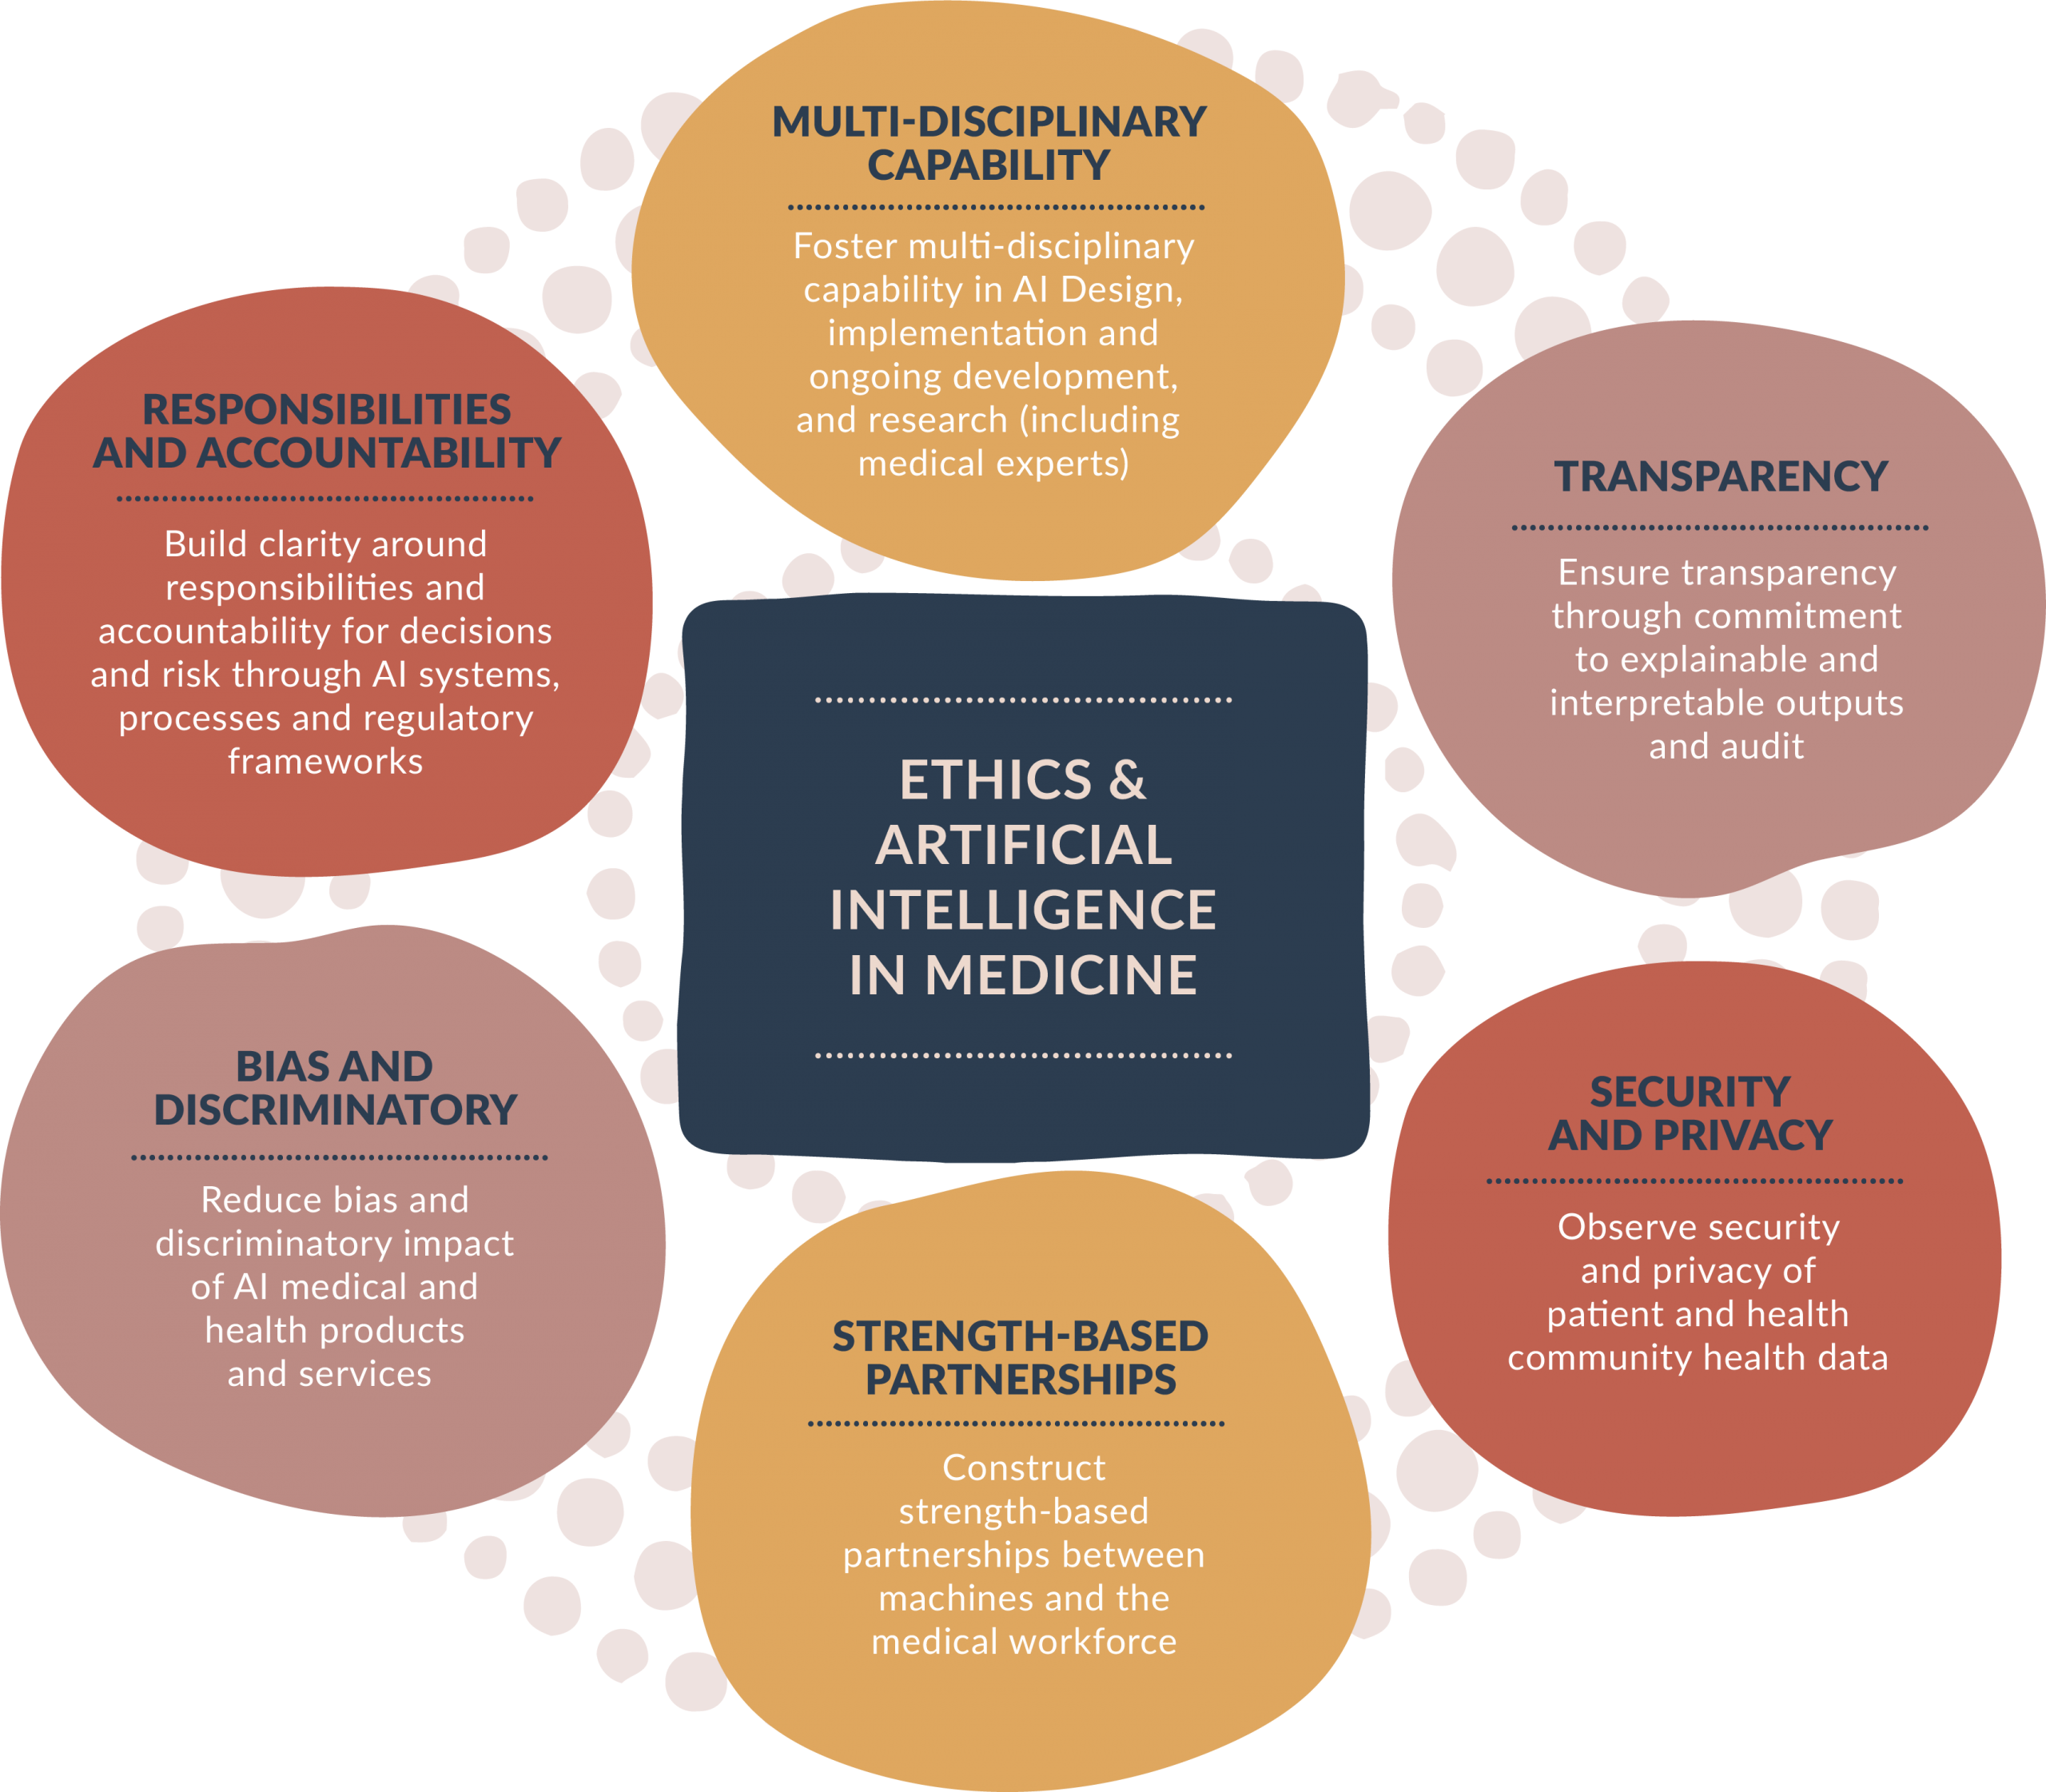 MULTI-DISCIPLINARY
CAPABILITY
Foster multi-disciplinary
capability in AI Design,
implementation and
ongoing development,
and research (including
medical experts)
RESPONSIBILITIES
AND ACCOUNTABILITY
Build clarity around
responsibilities and
accountability for decisions
and risk through AI systems,
processes and regulatory
frameworks
TRANSPARENCY
Ensure transparency
through commitment
to explainable and
interpretable outputs
and audit
ETHICS &
ARTIFICIAL
INTELLIGENCE
IN MEDICINE
BIAS AND
DISCRIMINATORY
Reduce bias and
discriminatory impact
of AI medical and
health products
and services
SECURITY
AND PRIVACY
Observe security
and privacy of
patient and health
community health data
STRENGTH-BASED
PARTNERSHIPS
Construct
strength-based
partnerships between
machines and the
medical workforce